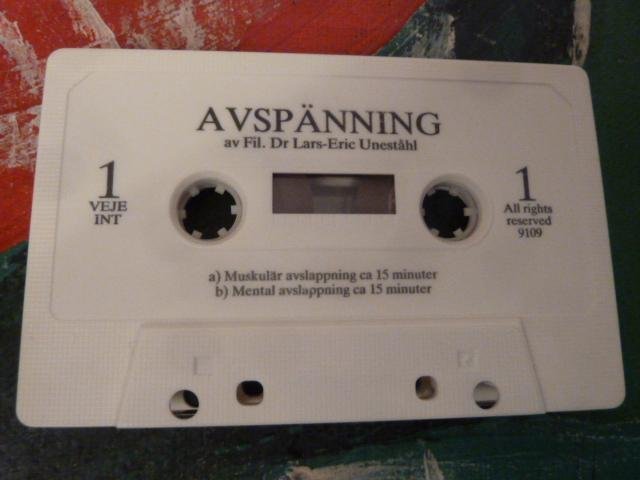 AVSPÄNNING
av Fil. Dr Lars-Eric Uneståhl
1
VEJE
INT
1
All rights
reserved
9109
a) Muskulär avslappning ca 15 minuter
b) Mental avslappning ca 15 minuter